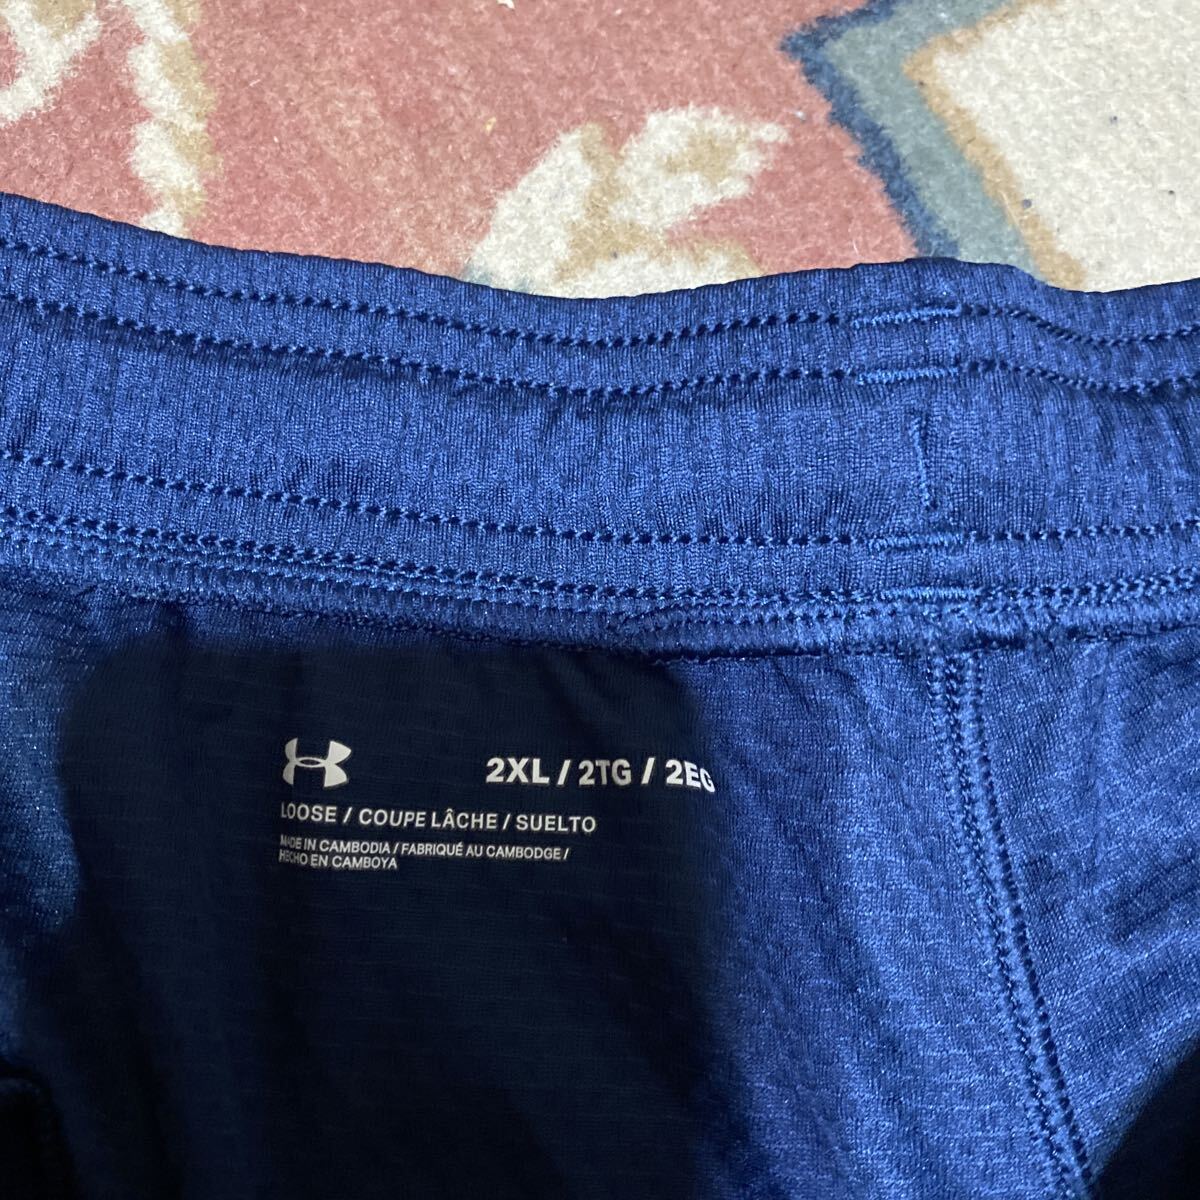 2XL / 2TG / 2EG
LOOSE / COUPE LÂCHE / SUELTO
MADE IN CAMBODIA / FABRIQUÉ AU CAMBODGE /
HECHO EN CAMBOYA